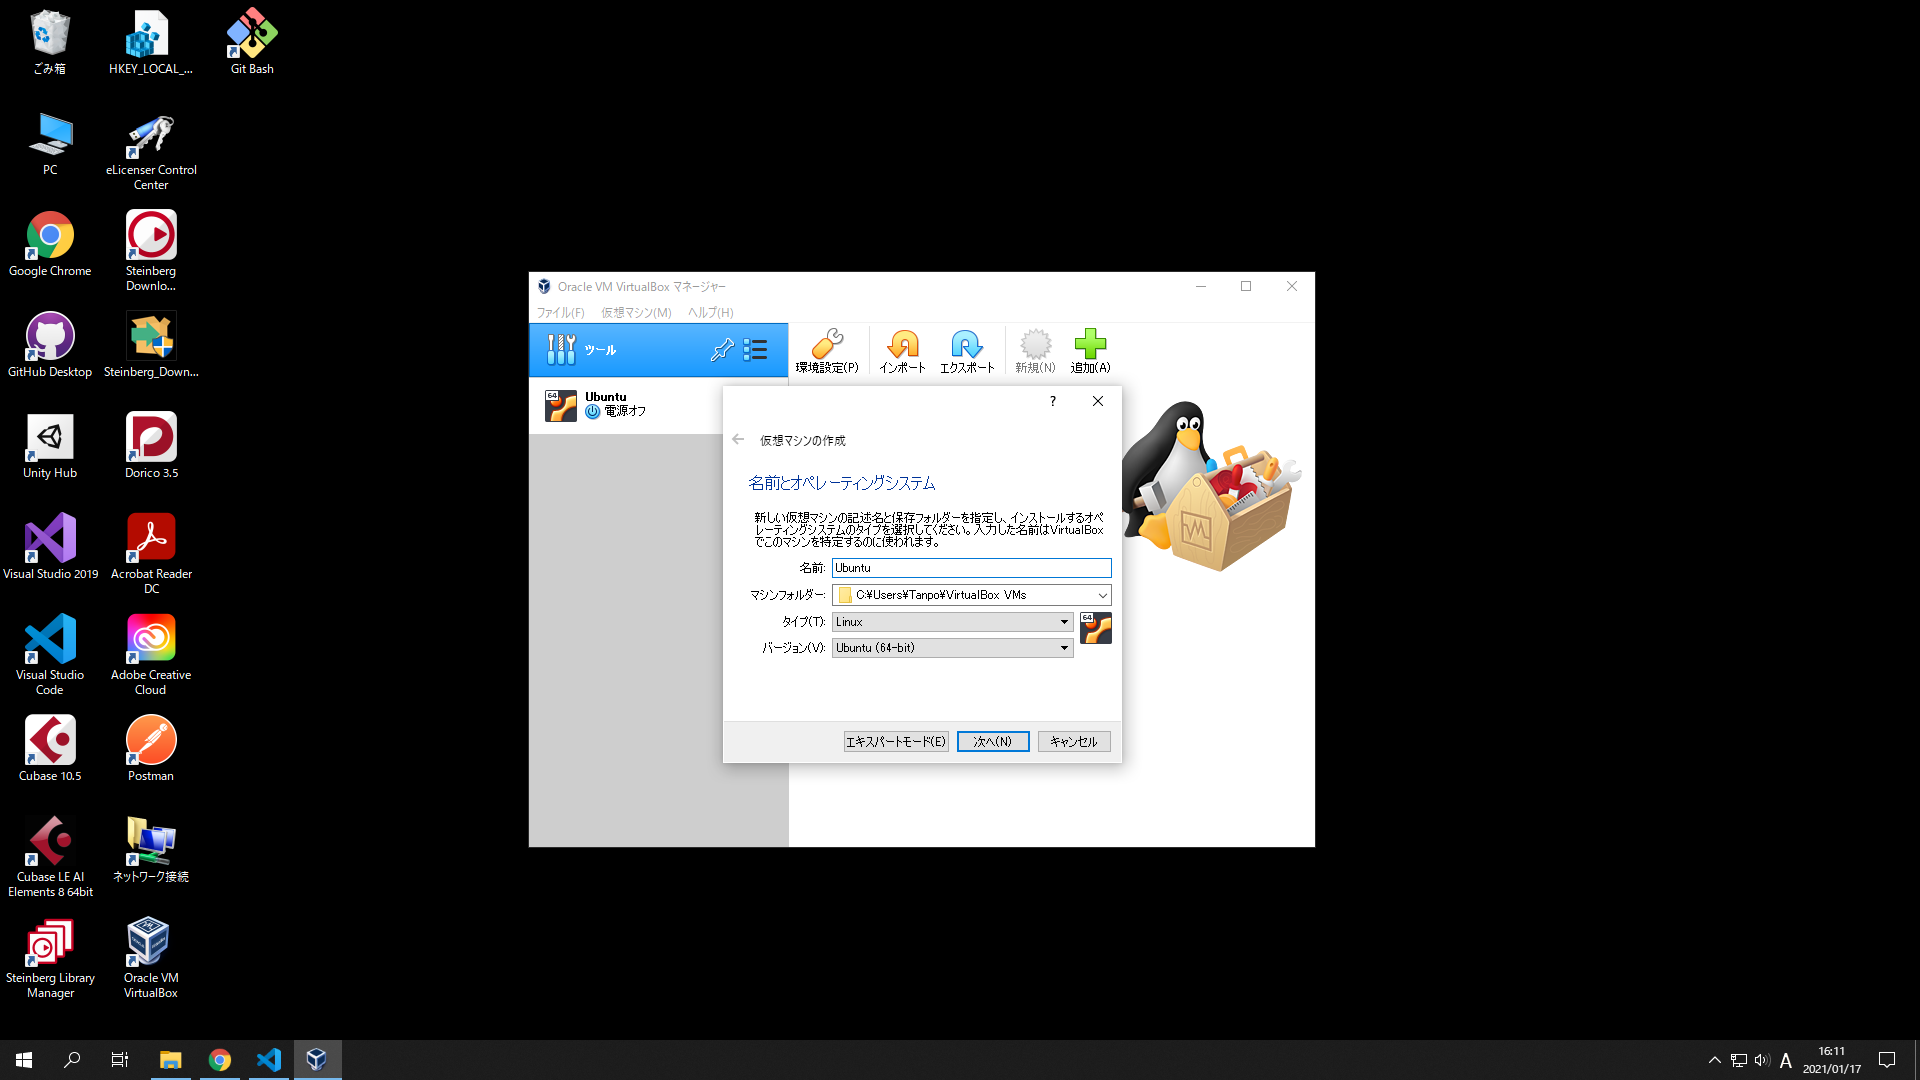 ごみ箱
HKEY_LOCAL_...
Git Bash
PC
eLicenser Control
Center
Google Chrome
Steinberg
Downlo...
GitHub Desktop
Steinberg_Down...
Unity Hub
Dorico 3.5
Visual Studio 2019
Acrobat Reader
DC
Visual Studio
Code
Adobe Creative
Cloud
Cubase 10.5
Postman
Cubase LE AI
Elements 8 64bit
ネットワーク接続
Steinberg Library
Manager
Oracle VM
VirtualBox
Oracle VM VirtualBox マネージャー
ファイル(F) 仮想マシン(M) ヘルプ(H)
ツール
環境設定(P) インポート エクスポート 新規(N) 追加(A)
64
Ubuntu
電源オフ
?
仮想マシンの作成
名前とオペレーティングシステム
新しい仮想マシンの記述名と保存フォルダーを指定し、インストールするオペ
レーティングシステムのタイプを選択してください。入力した名前はVirtualBox
でこのマシンを特定するのに使われます。
名前: Ubuntu
マシンフォルダー: C:¥Users¥Tanpo¥VirtualBox VMs
タイプ(T): Linux
64
バージョン(V): Ubuntu (64-bit)
エキスパートモード(E) 次へ(N) キャンセル
A
16:11
2021/01/17